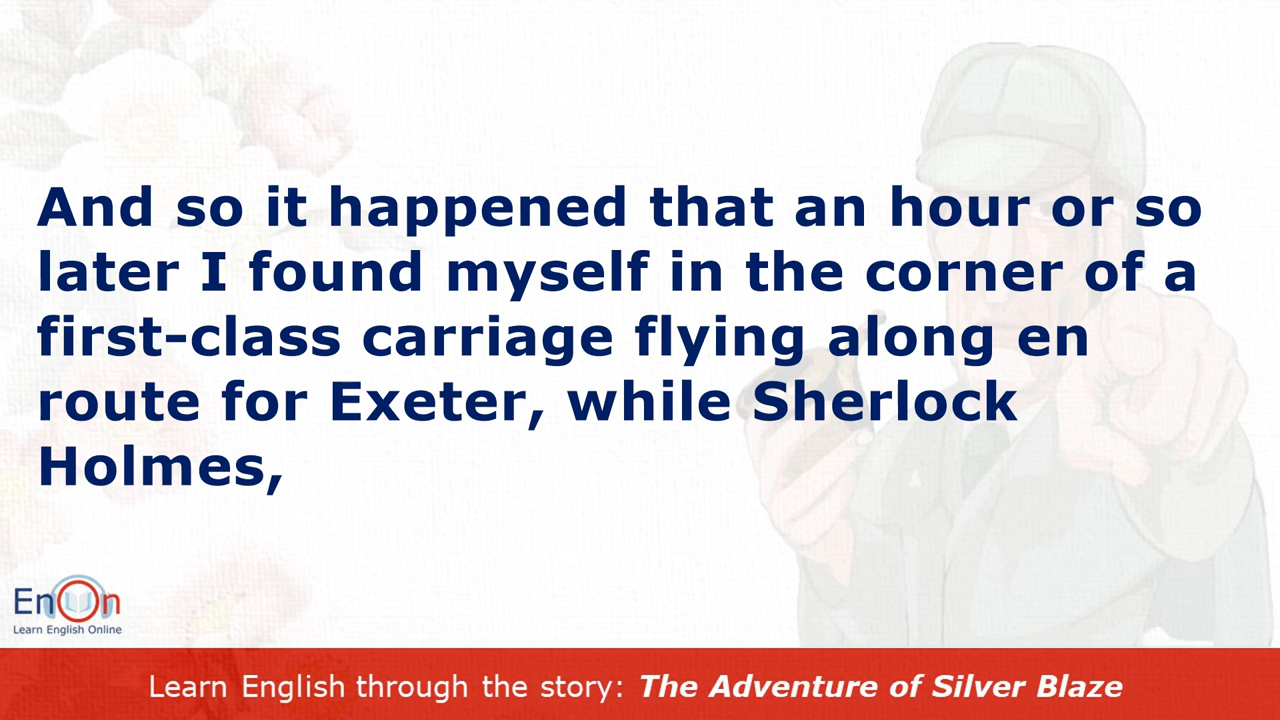 And so it happened that an hour or so
later I found myself in the corner of a
first-class carriage flying along en
route for Exeter, while Sherlock
Holmes,
EnOn
Learn English Online
Learn English through the story: The Adventure of Silver Blaze